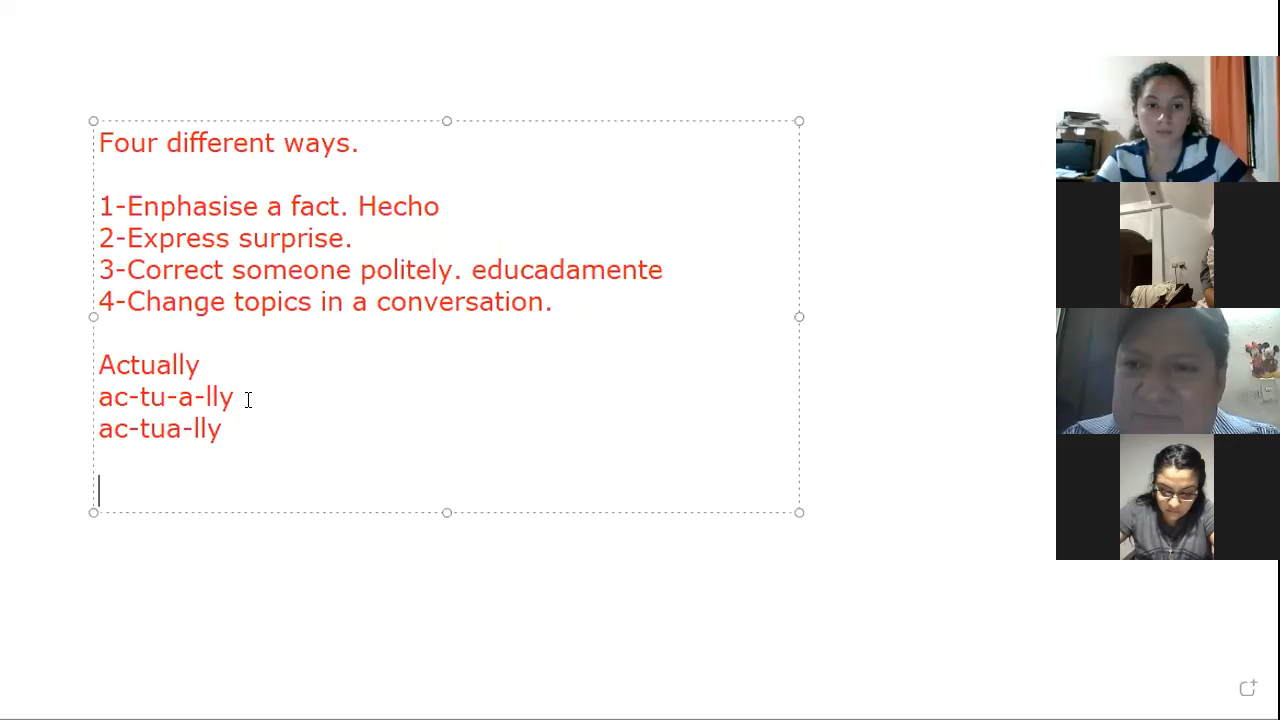 Four different ways.
1-Enphasise a fact. Hecho
2-Express surprise.
3-Correct someone politely. educadamente
4-Change topics in a conversation.
Actually
ac-tu-a-lly
ac-tua-lly